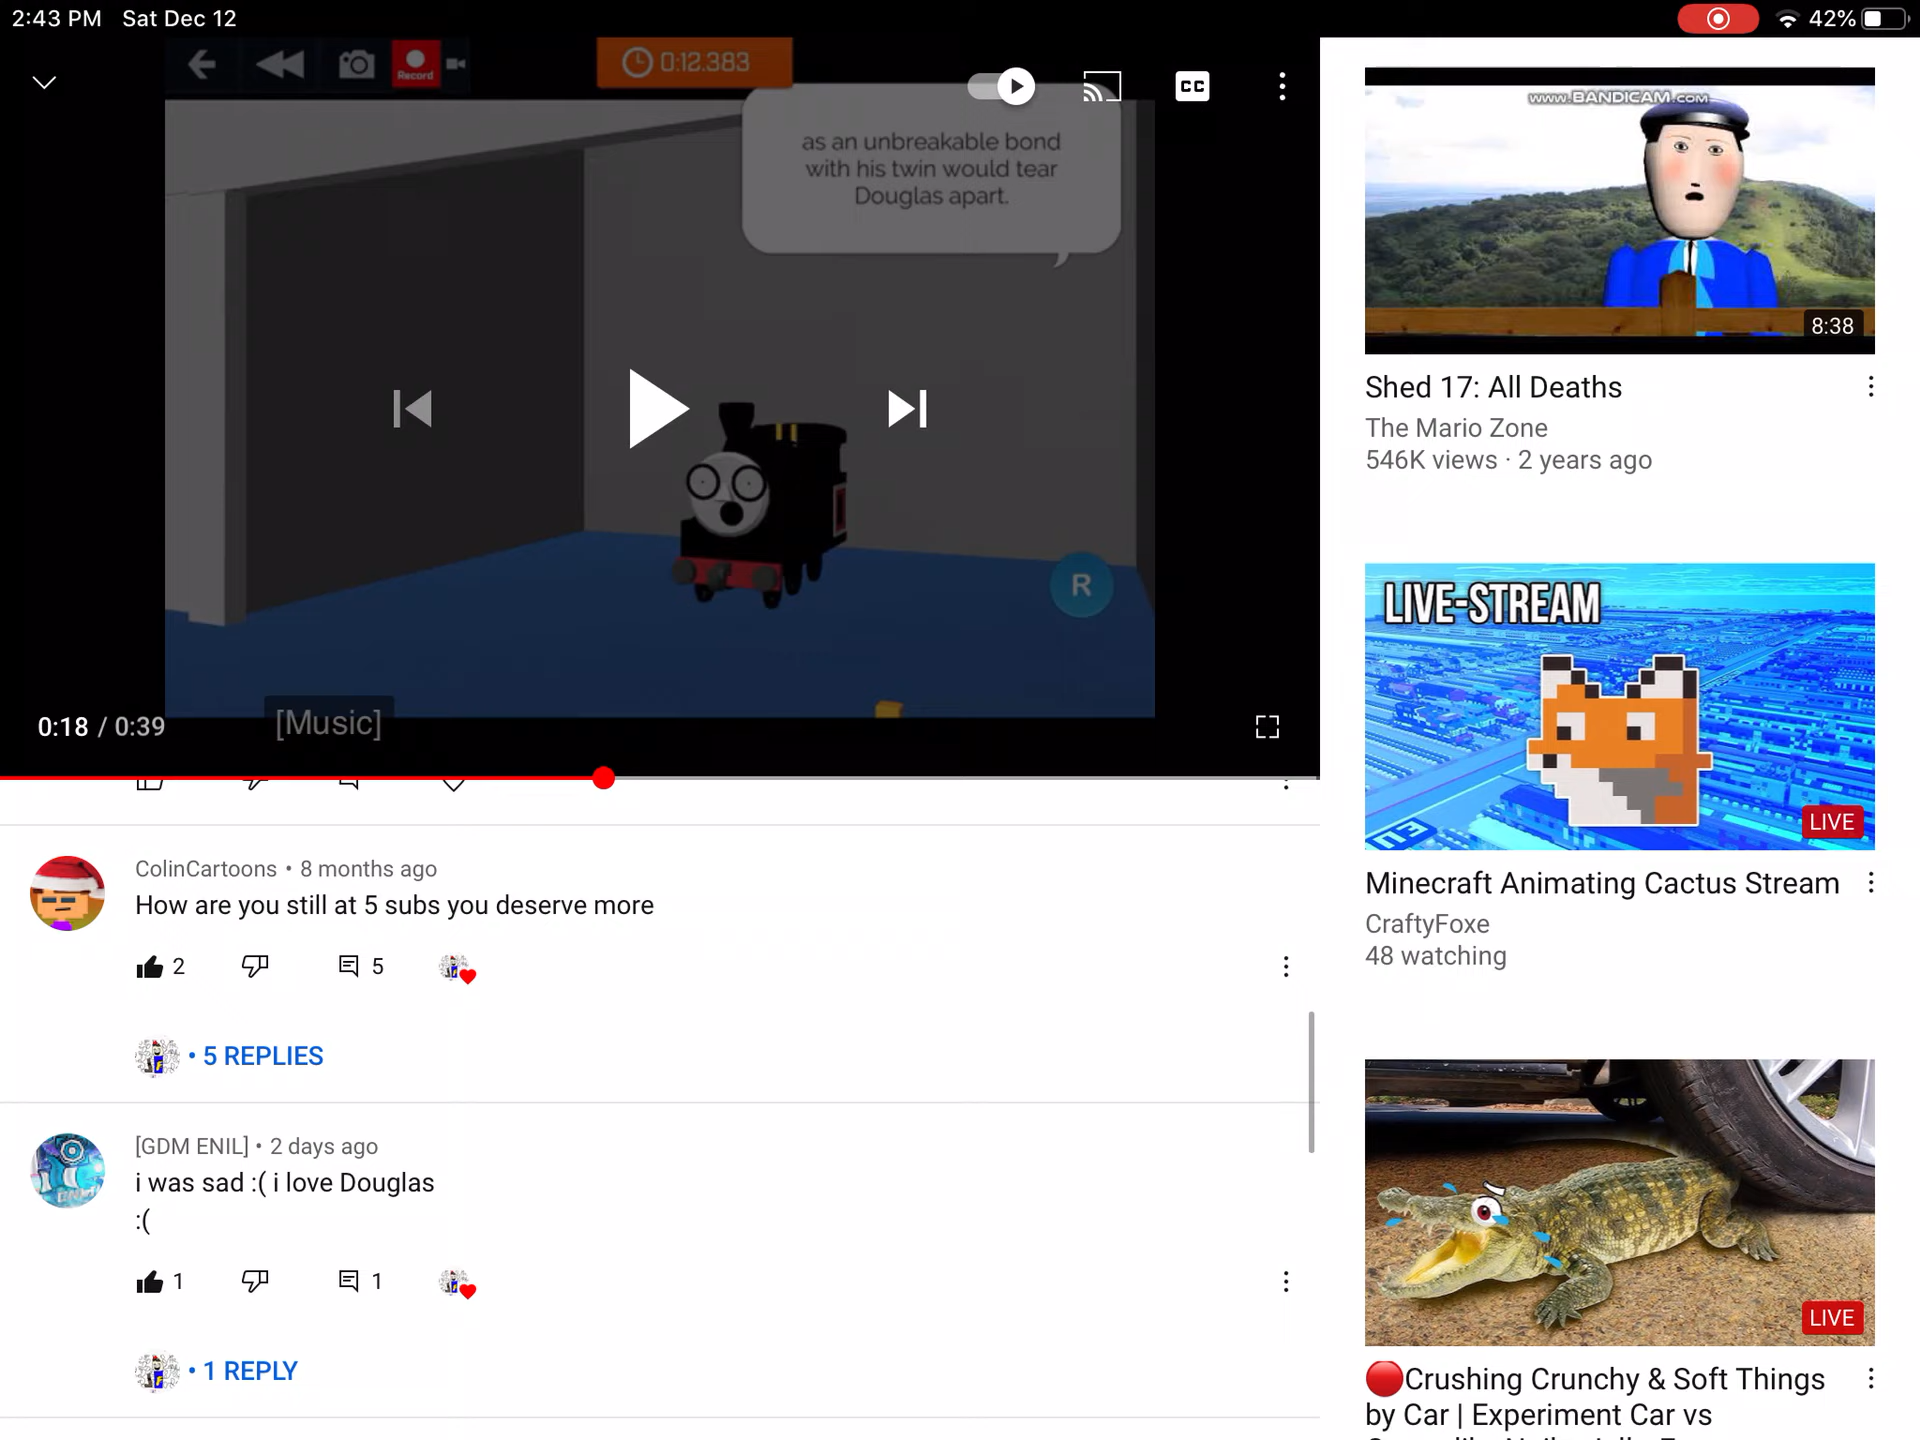 2:43 PM Sat Dec 12
42%
Record
0:12.383
CC
as an unbreakable bond
with his twin would tear
Douglas apart.
R
[Music]
0:18 / 0:39
ColinCartoons • 8 months ago
How are you still at 5 subs you deserve more
2
5
• 5 REPLIES
[GDM ENIL] • 2 days ago
i was sad :( i love Douglas
:(
1
1
• 1 REPLY
www.BANDICAM.com
8:38
Shed 17: All Deaths
The Mario Zone
546K views · 2 years ago
LIVE-STREAM
LIVE
Minecraft Animating Cactus Stream
CraftyFoxe
48 watching
LIVE
🔴Crushing Crunchy & Soft Things
by Car | Experiment Car vs